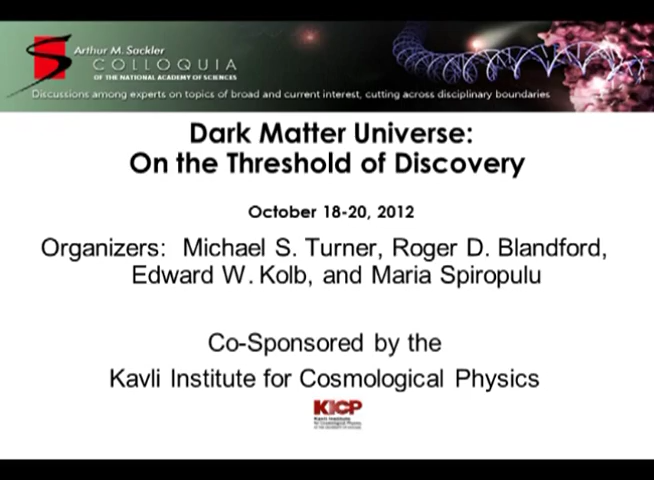 Arthur M. Sackler
COLLOQUIA
OF THE NATIONAL ACADEMY OF SCIENCES
Discussions among experts on topics of broad and current interest, cutting across disciplinary boundaries
Dark Matter Universe:
On the Threshold of Discovery
October 18-20, 2012
Organizers: Michael S. Turner, Roger D. Blandford,
Edward W. Kolb, and Maria Spiropulu
Co-Sponsored by the
Kavli Institute for Cosmological Physics
KICP